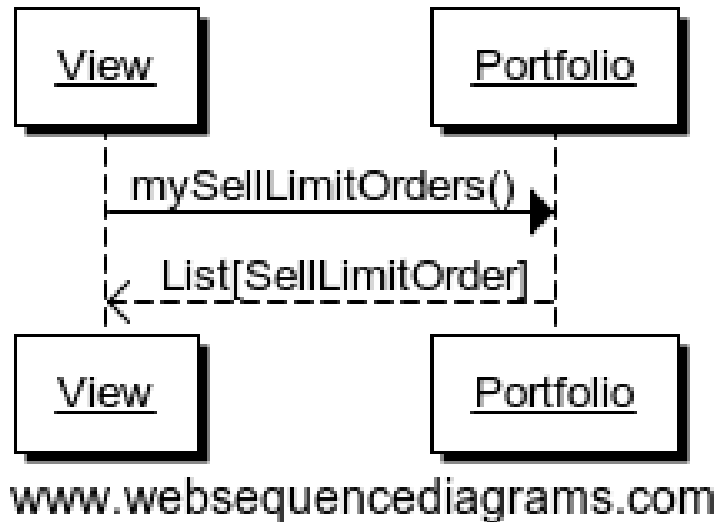 View Portfolio
mySellLimitOrders()
List[SellLimitOrder]
View Portfolio
www.websequencediagrams.com